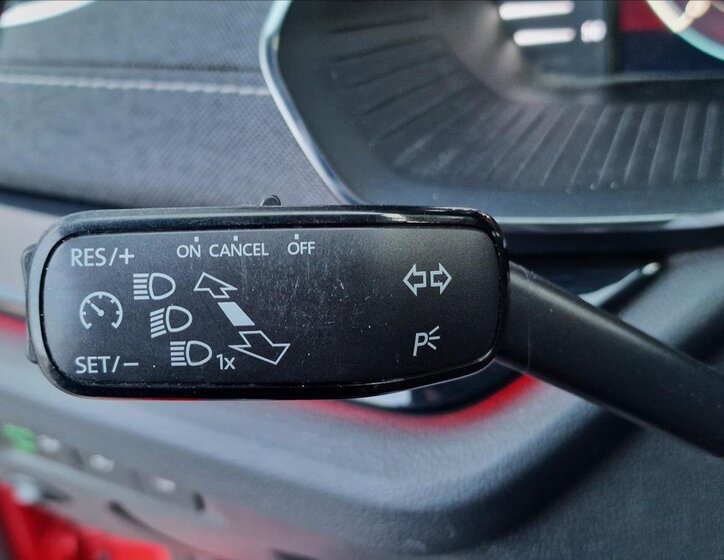 RES/+ ON CANCEL OFF
SET/− 1x
P